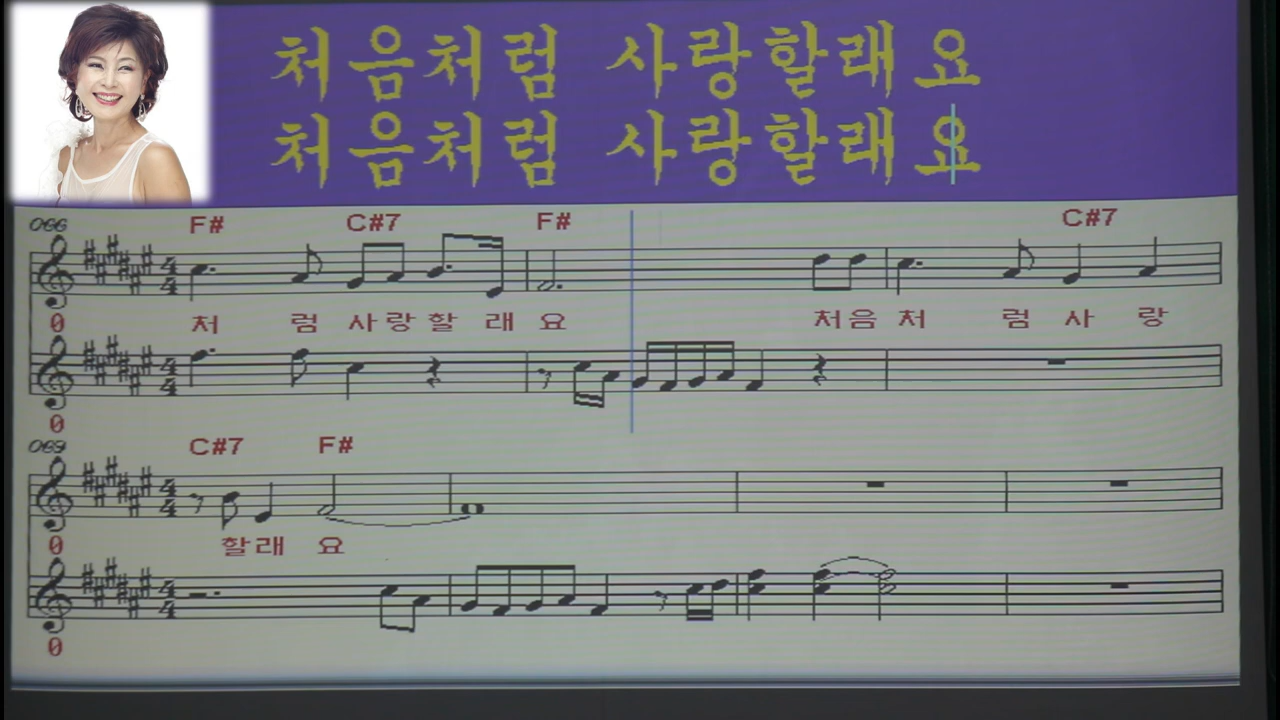 처음처럼 사랑할래요
처음처럼 사랑할래요
066 F# C#7 F# C#7
0 처 럼 사랑할 래 요 처음 처 럼 사 랑
0
069 C#7 F#
0 할래 요
0